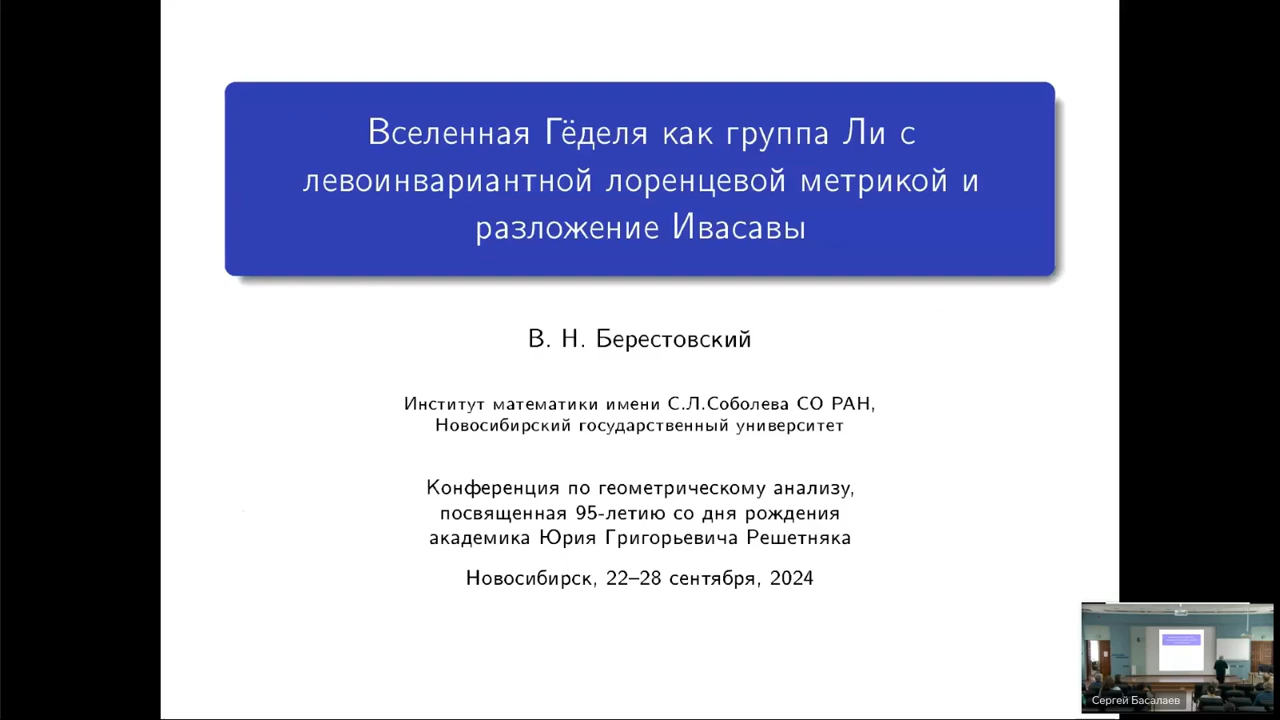 Вселенная Гёделя как группа Ли с
левоинвариантной лоренцевой метрикой и
разложение Ивасавы
В. Н. Берестовский
Институт математики имени С.Л.Соболева СО РАН,
Новосибирский государственный университет
Конференция по геометрическому анализу,
посвященная 95-летию со дня рождения
академика Юрия Григорьевича Решетняка
Новосибирск, 22–28 сентября, 2024
Сергей Басалаев